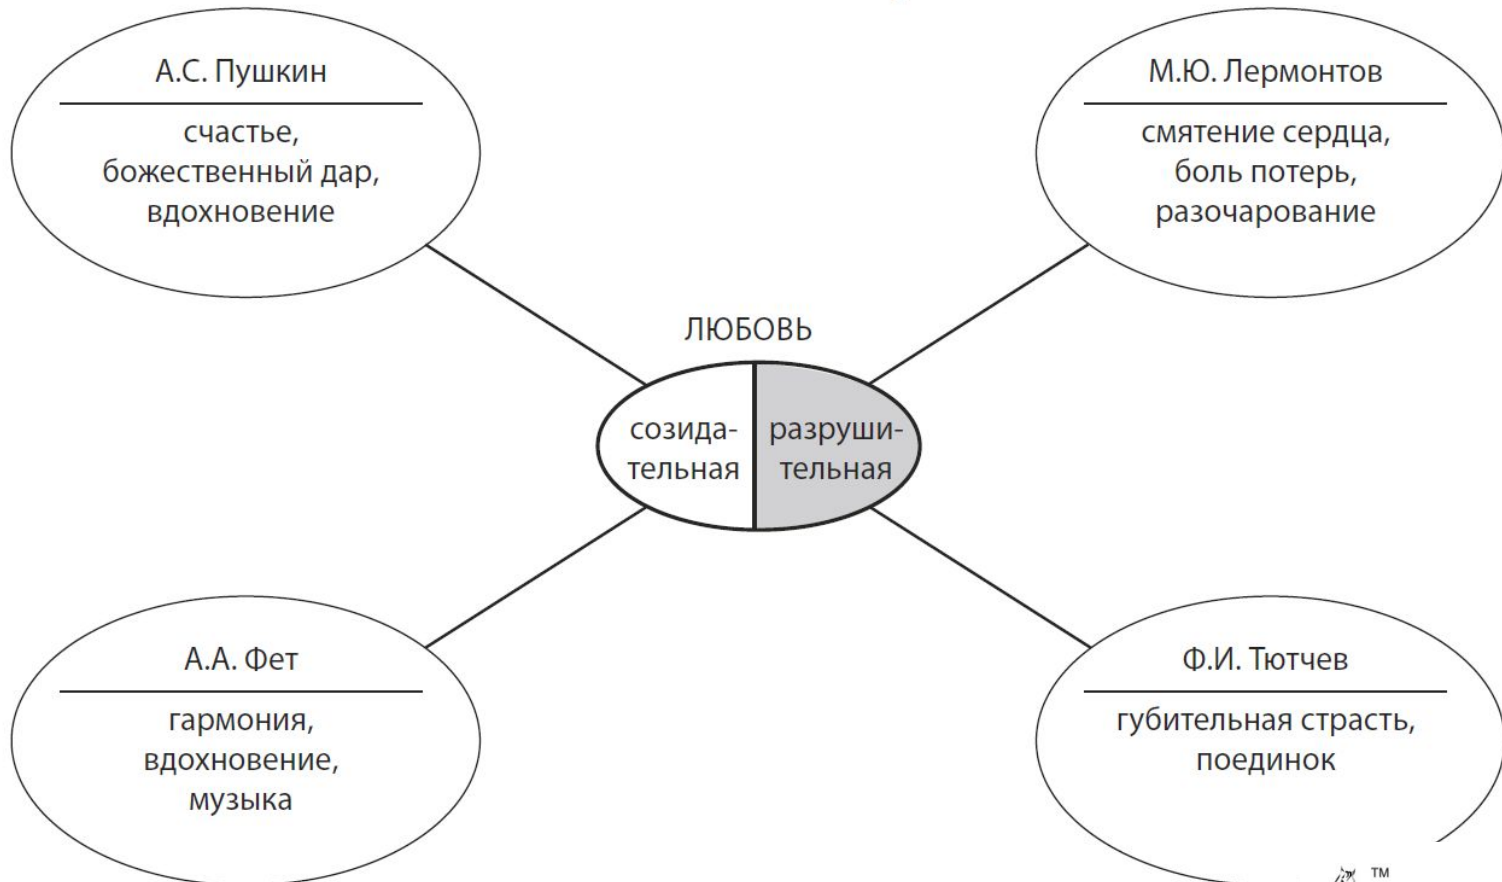 А.С. Пушкин
счастье,
божественный дар,
вдохновение
М.Ю. Лермонтов
смятение сердца,
боль потерь,
разочарование
ЛЮБОВЬ
созида-
тельная
разруши-
тельная
А.А. Фет
гармония,
вдохновение,
музыка
Ф.И. Тютчев
губительная страсть,
поединок
™